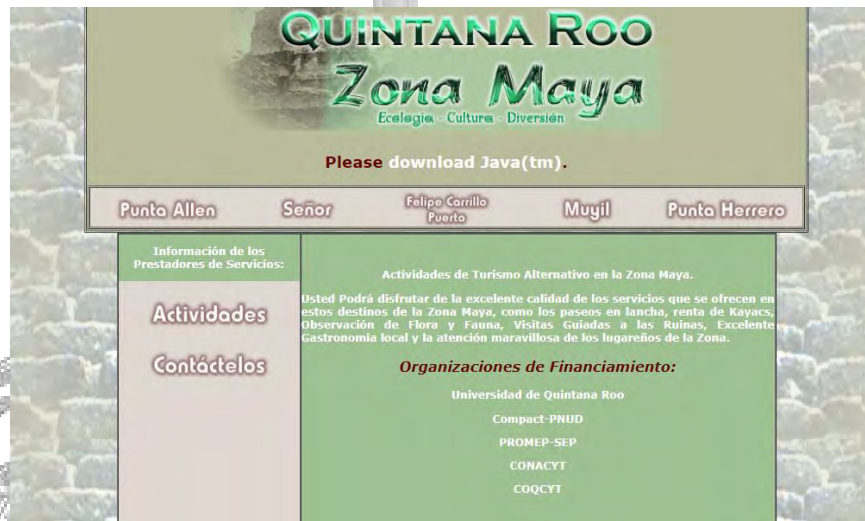 QUINTANA ROO
Zona Maya
Ecología - Cultura - Diversión
Please download Java(tm).
Punta Allen
Señor
Felipe Carrillo
Puerto
Muyil
Punta Herrero
Información de los
Prestadores de Servicios:
Actividades
Contáctelos
Actividades de Turismo Alternativo en la Zona Maya.
Usted Podrá disfrutar de la excelente calidad de los servicios que se ofrecen en
estos destinos de la Zona Maya, como los paseos en lancha, renta de Kayacs,
Observación de Flora y Fauna, Visitas Guiadas a las Ruinas, Excelente
Gastronomia local y la atención maravillosa de los lugareños de la Zona.
Organizaciones de Financiamiento:
Universidad de Quintana Roo
Compact-PNUD
PROMEP-SEP
CONACYT
COQCYT